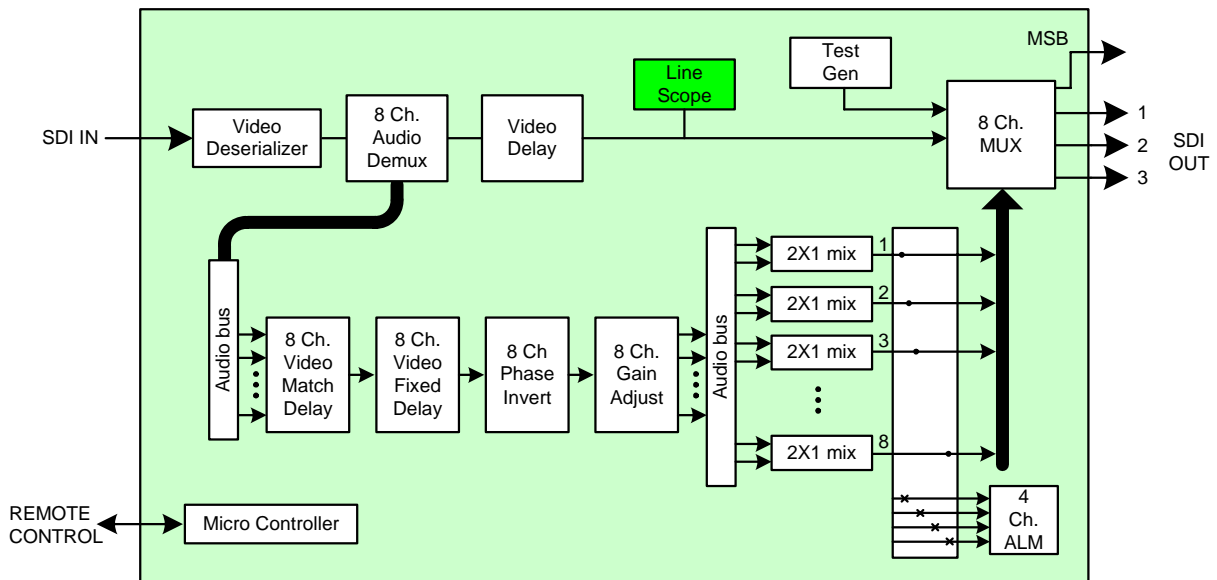 MSB
Test
Gen
Line
Scope
SDI IN
Video
Deserializer
8 Ch.
Audio
Demux
Video
Delay
8 Ch.
MUX
1
2
3
SDI
OUT
Audio bus
8 Ch.
Video
Match
Delay
8 Ch.
Video
Fixed
Delay
8 Ch
Phase
Invert
8 Ch.
Gain
Adjust
Audio bus
2X1 mix
1
2X1 mix
2
2X1 mix
3
2X1 mix
8
4
Ch.
ALM
REMOTE
CONTROL
Micro Controller